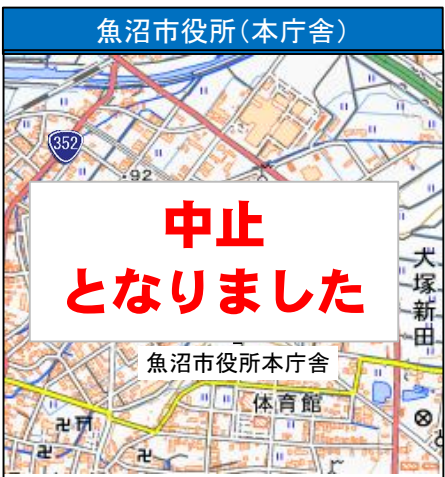 魚沼市役所(本庁舎)
352
・92
中止
となりました
大塚新田
魚沼市役所本庁舎
体育館